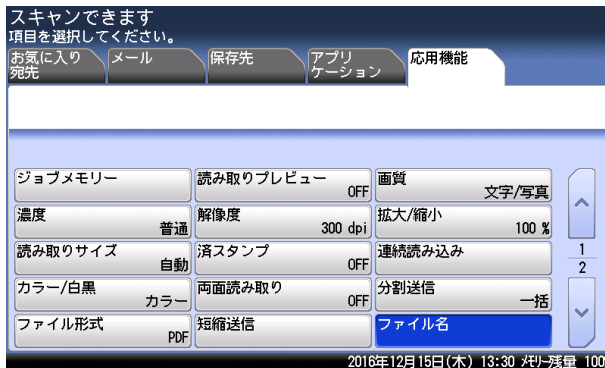 スキャンできます
項目を選択してください。
お気に入り
宛先
メール
保存先
アプリ
ケーション
応用機能
ジョブメモリー
読み取りプレビュー
OFF
画質
文字/写真
濃度
普通
解像度
300 dpi
拡大/縮小
100 %
読み取りサイズ
自動
済スタンプ
OFF
連続読み込み
カラー/白黒
カラー
両面読み取り
OFF
分割送信
一括
ファイル形式
PDF
短縮送信
ファイル名
1
2
2016年12月15日(木) 13:30 メモリー残量 100